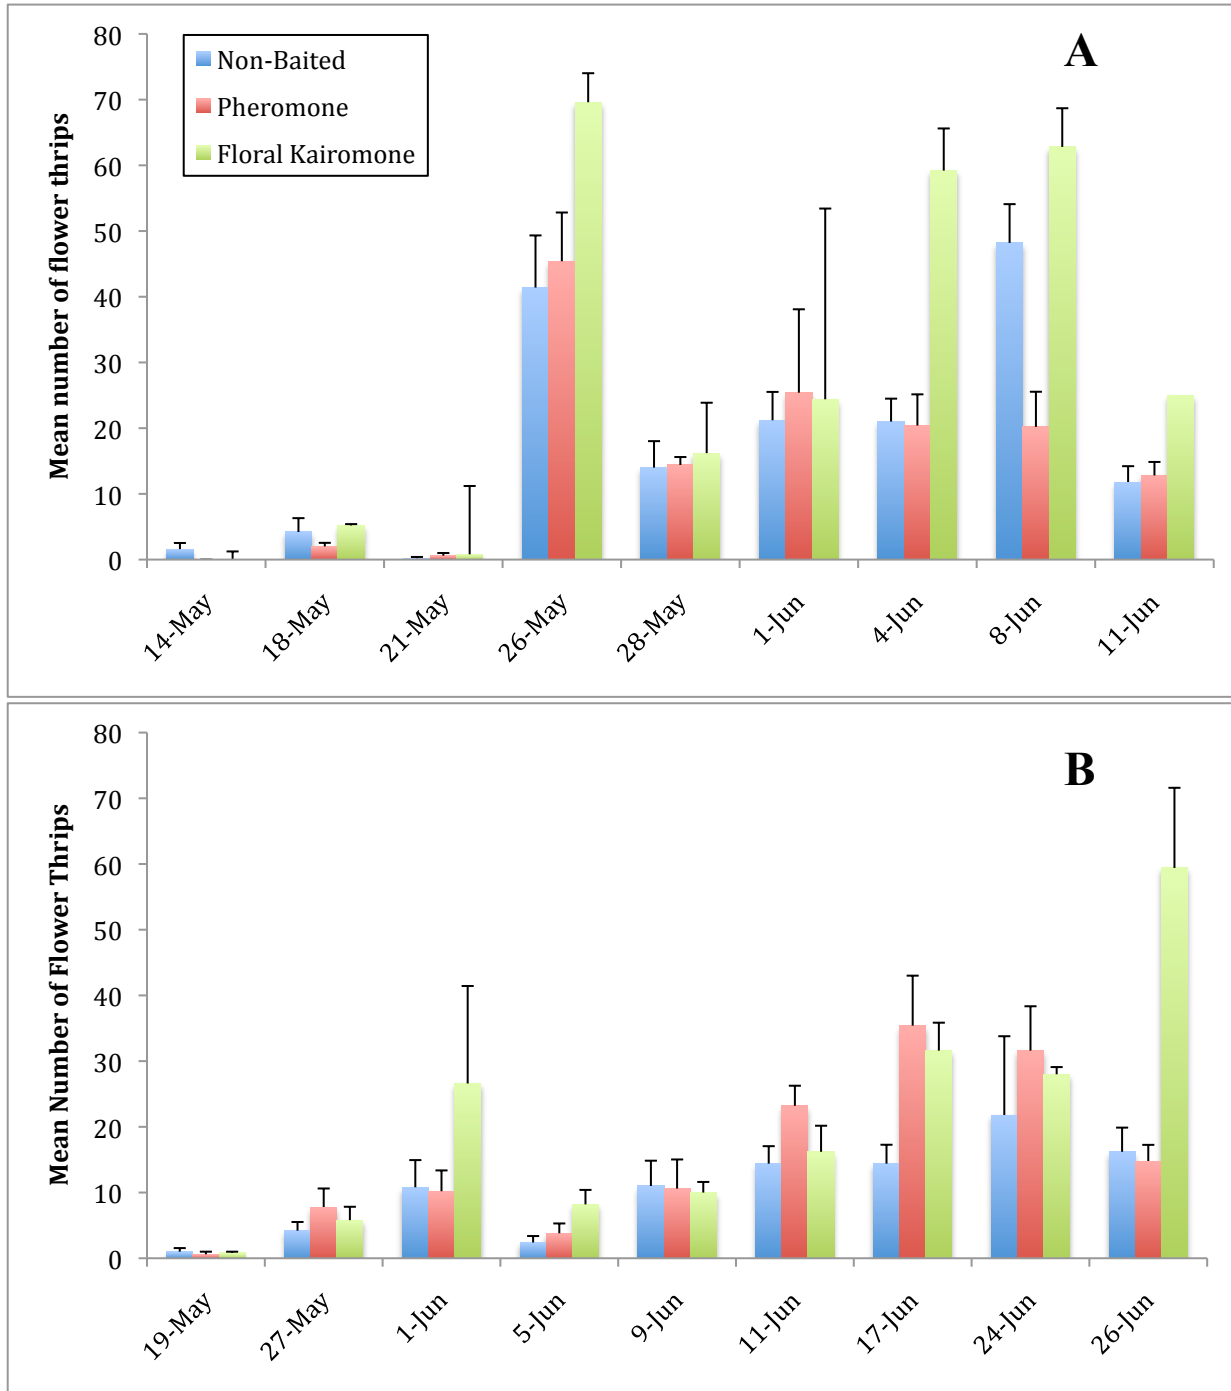 A
Non-Baited
Pheromone
Floral Kairomone
Mean number of flower thrips
80
70
60
50
40
30
20
10
0
14-May
18-May
21-May
26-May
28-May
1-Jun
4-Jun
8-Jun
11-Jun
B
Mean Number of Flower Thrips
80
70
60
50
40
30
20
10
0
19-May
27-May
1-Jun
5-Jun
9-Jun
11-Jun
17-Jun
24-Jun
26-Jun